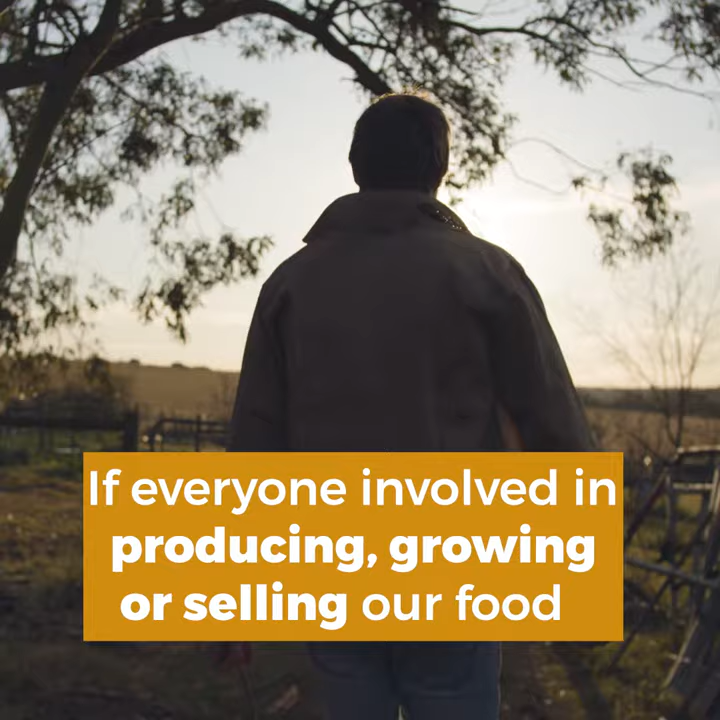 If everyone involved in
producing, growing
or selling our food